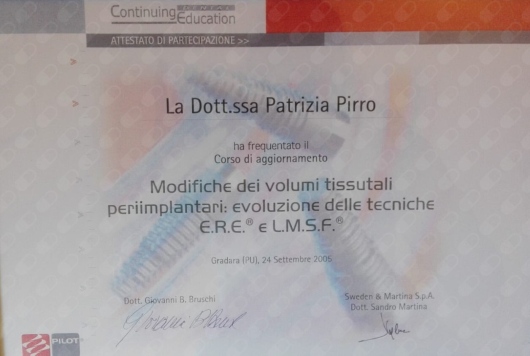 Continuing
DENTAL
Education
ATTESTATO DI PARTECIPAZIONE >>
La Dott.ssa Patrizia Pirro
ha frequentato il
Corso di aggiornamento
Modifiche dei volumi tissutali
periimplantari: evoluzione delle tecniche
E.R.E.® e L.M.S.F.®
Gradara (PU), 24 Settembre 2005
Dott. Giovanni B. Bruschi
Sweden & Martina S.p.A.
Dott. Sandro Martina
PILOT